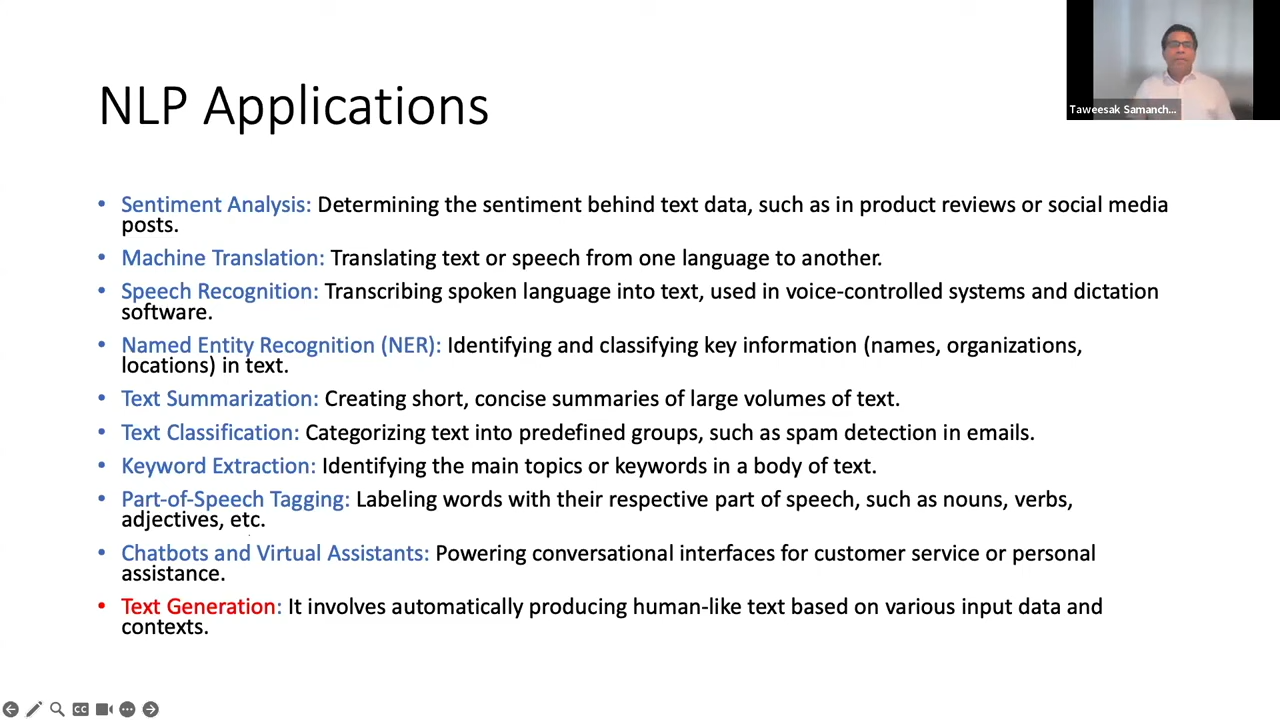 Taweesak Samanch...
NLP Applications
• Sentiment Analysis: Determining the sentiment behind text data, such as in product reviews or social media
posts.
• Machine Translation: Translating text or speech from one language to another.
• Speech Recognition: Transcribing spoken language into text, used in voice-controlled systems and dictation
software.
• Named Entity Recognition (NER): Identifying and classifying key information (names, organizations,
locations) in text.
• Text Summarization: Creating short, concise summaries of large volumes of text.
• Text Classification: Categorizing text into predefined groups, such as spam detection in emails.
• Keyword Extraction: Identifying the main topics or keywords in a body of text.
• Part-of-Speech Tagging: Labeling words with their respective part of speech, such as nouns, verbs,
adjectives, etc.
• Chatbots and Virtual Assistants: Powering conversational interfaces for customer service or personal
assistance.
• Text Generation: It involves automatically producing human-like text based on various input data and
contexts.
CC